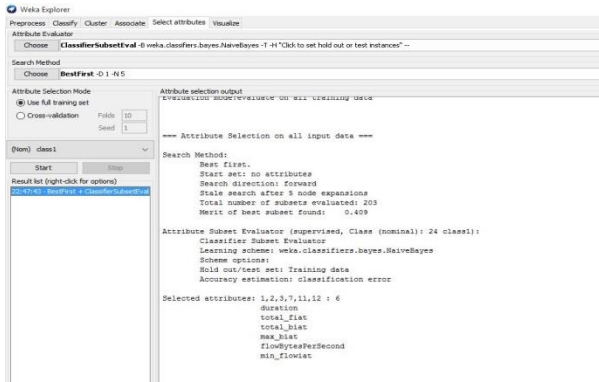 Weka Explorer
Preprocess Classify Cluster Associate Select attributes Visualize
Attribute Evaluator
Choose ClassifierSubsetEval -B weka.classifiers.bayes.NaiveBayes -T -H "Click to set hold out or test instances" --
Search Method
Choose BestFirst -D 1 -N 5
Attribute Selection Mode
Use full training set
Cross-validation Folds 10
Seed 1
(Nom) class1
Start Stop
Result list (right-click for options)
22:47:43 - BestFirst + ClassifierSubsetEval
Attribute selection output
Evaluation mode:evaluate on all training data
=== Attribute Selection on all input data ===
Search Method:
Best first.
Start set: no attributes
Search direction: forward
Stale search after 5 node expansions
Total number of subsets evaluated: 203
Merit of best subset found: 0.409
Attribute Subset Evaluator (supervised, Class (nominal): 24 class1):
Classifier Subset Evaluator
Learning scheme: weka.classifiers.bayes.NaiveBayes
Scheme options:
Hold out/test set: Training data
Accuracy estimation: classification error
Selected attributes: 1,2,3,7,11,12 : 6
duration
total_fiat
total_biat
max_biat
flowBytesPerSecond
min_flowiat